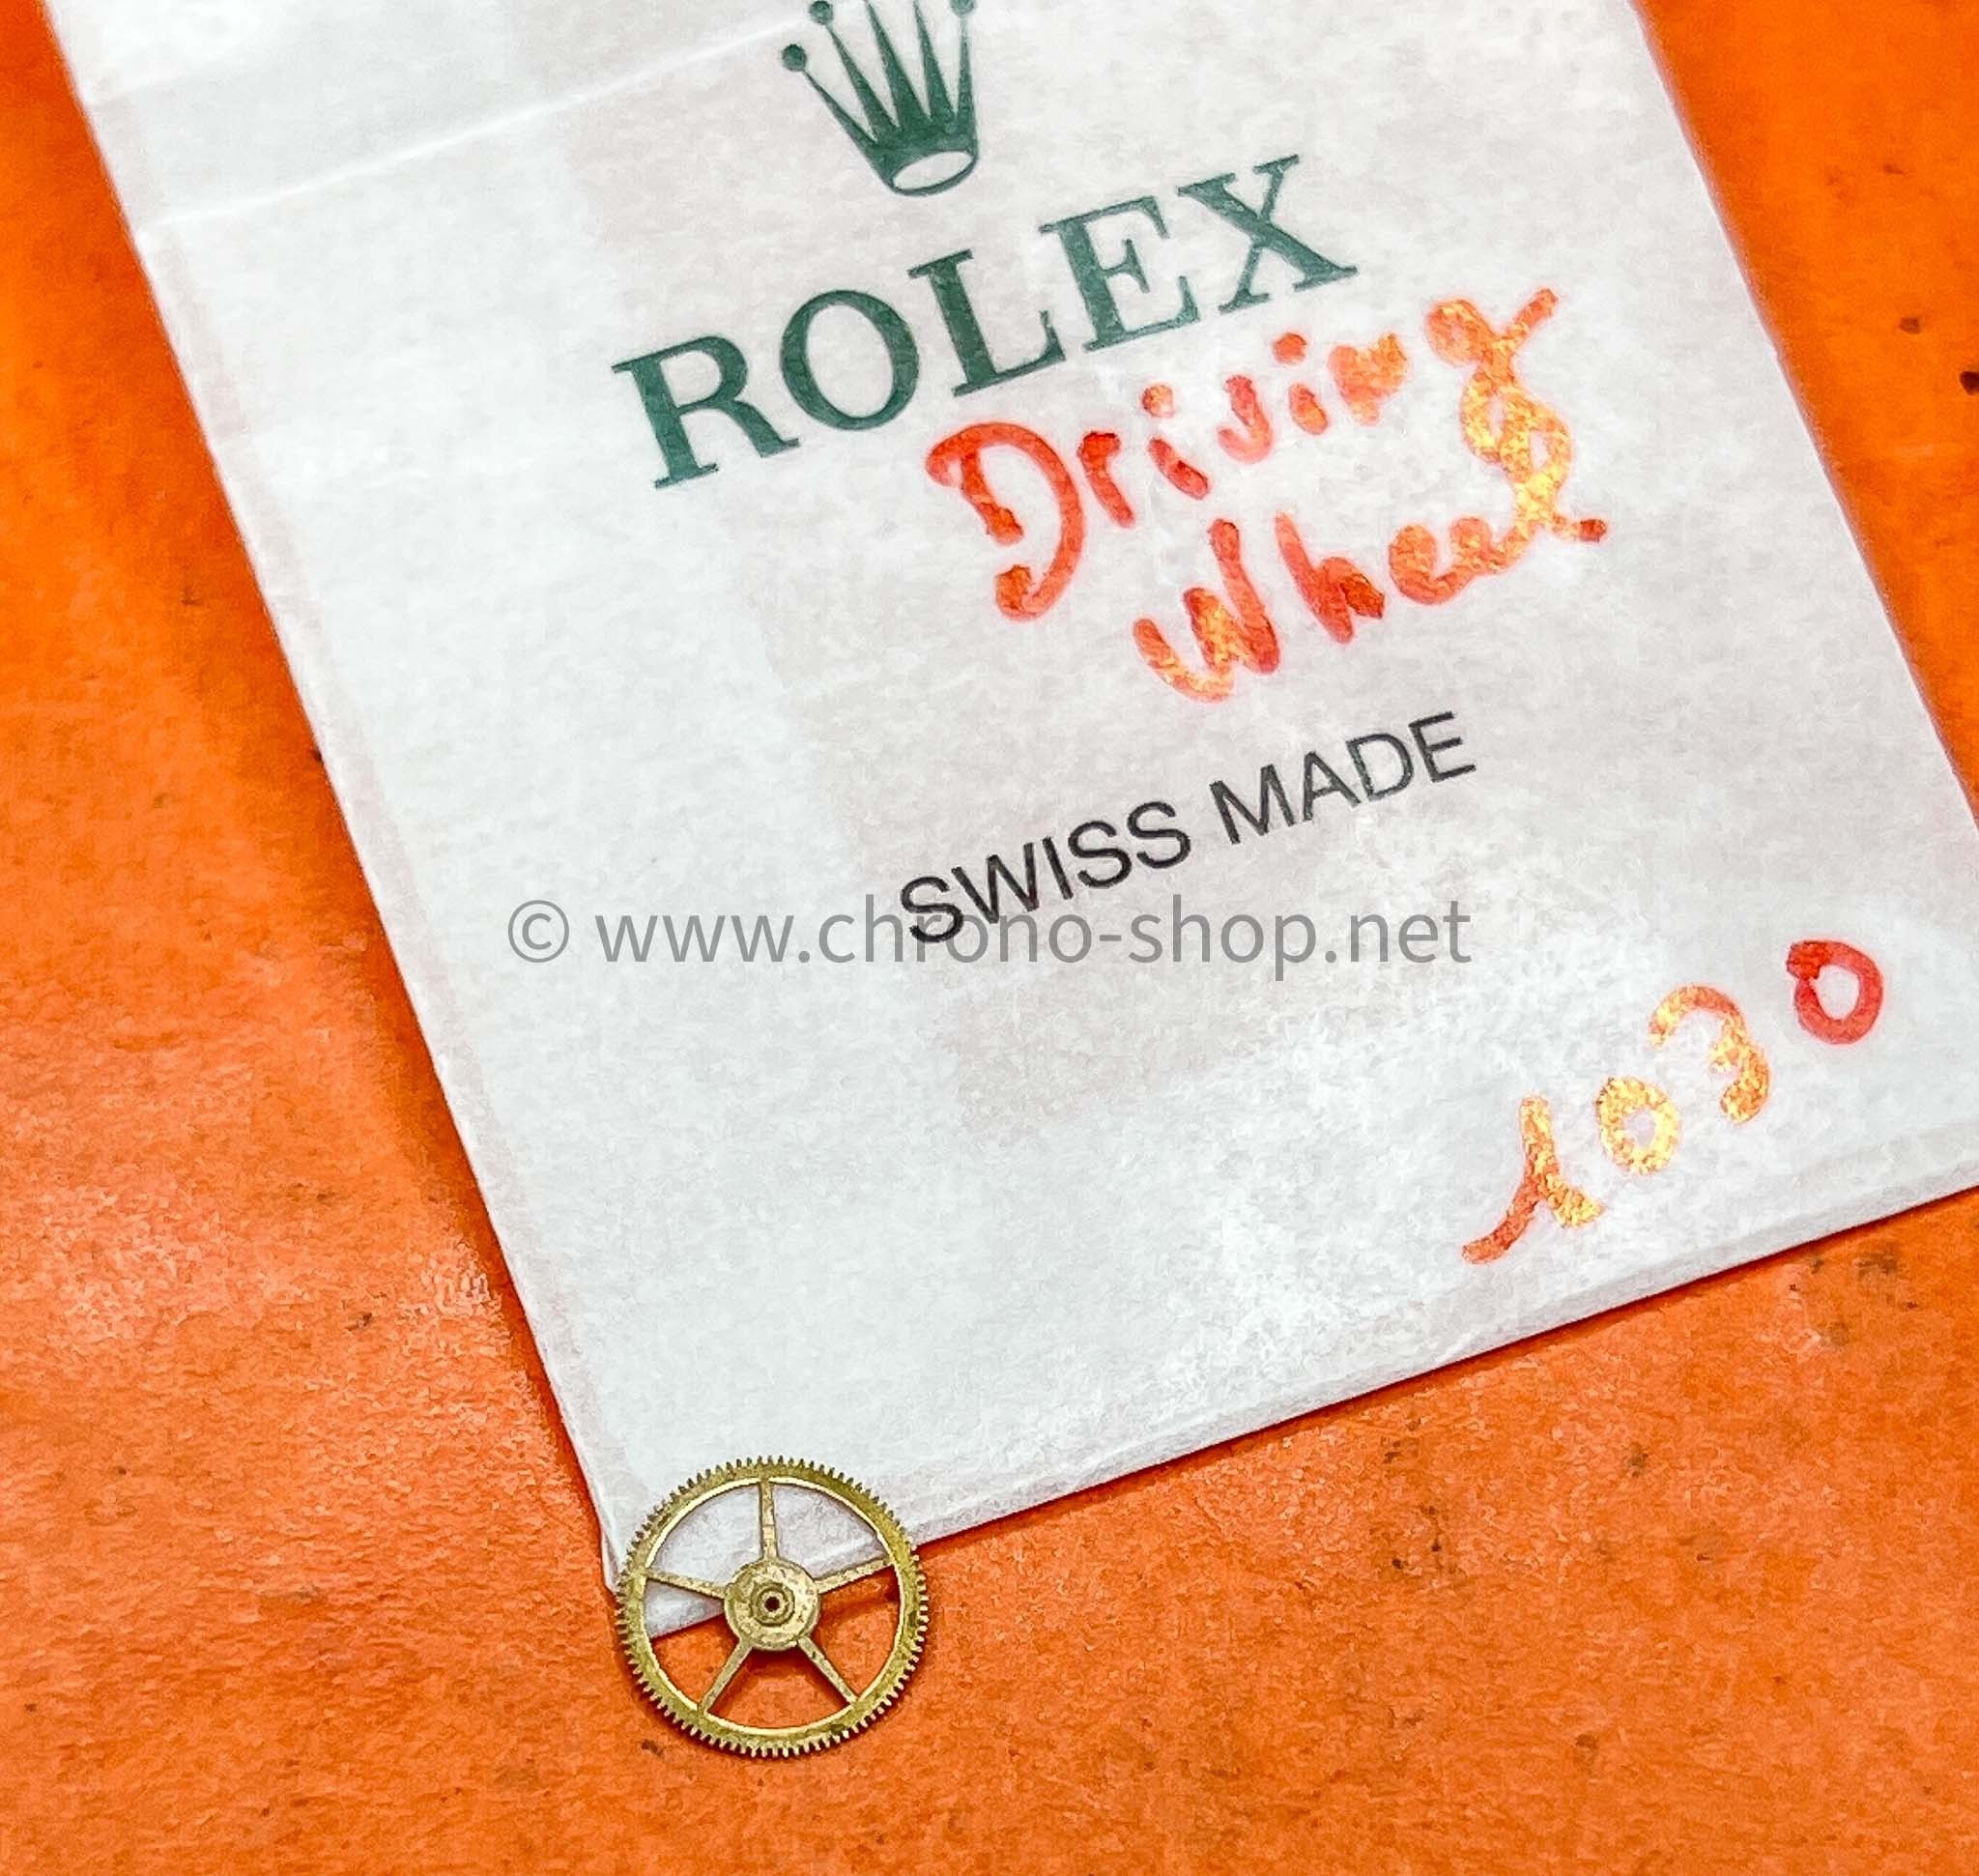 ROLEX
Driving
Wheel
SWISS MADE
© www.chrono-shop.net
1030